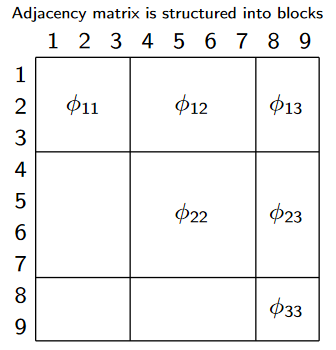 Adjacency matrix is structured into blocks
1 2 3 4 5 6 7 8 9
1
2 ϕ11 ϕ12 ϕ13
3
4
5
ϕ22 ϕ23
6
7
8
ϕ33
9